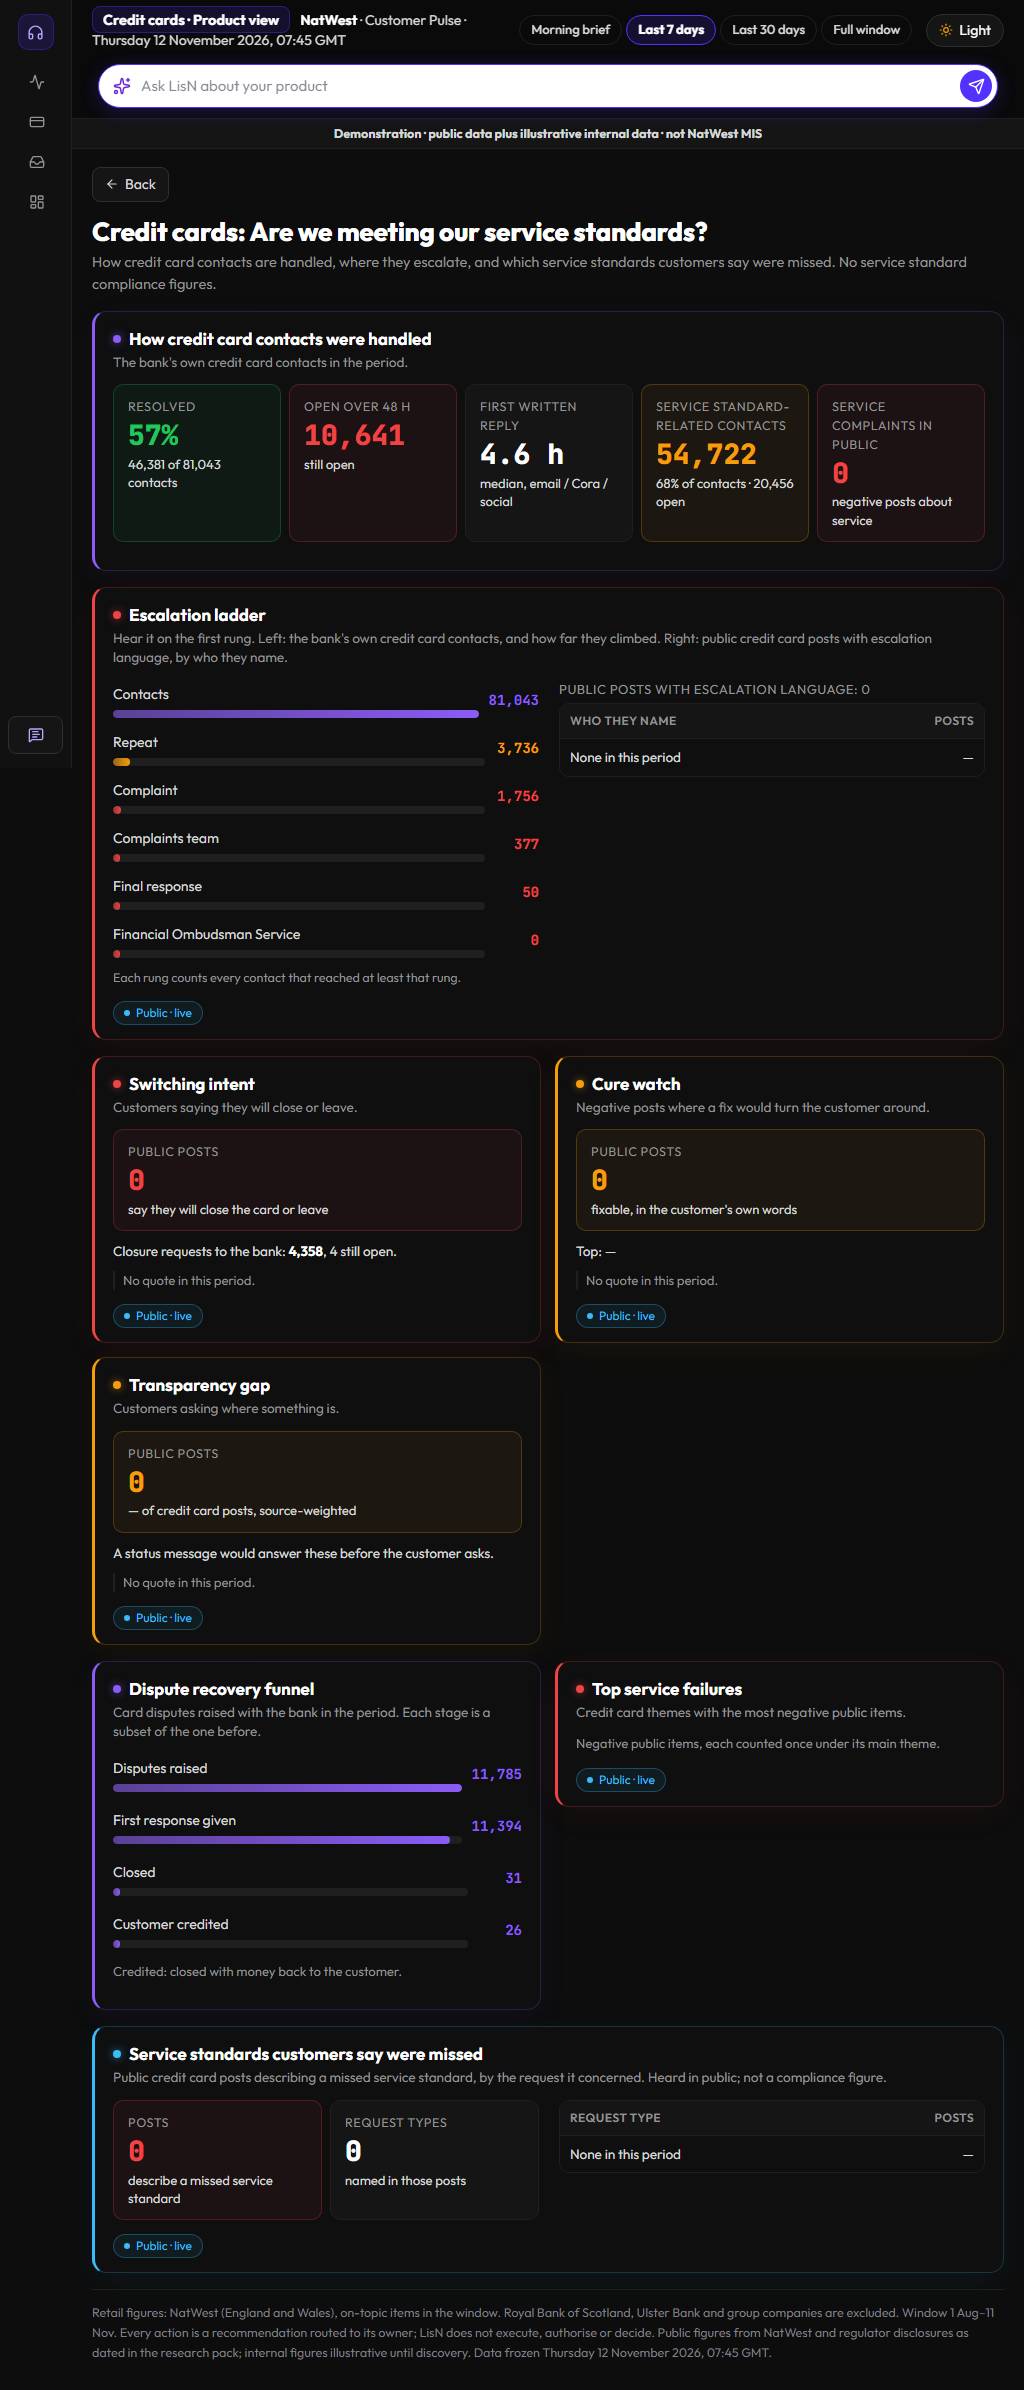 Credit cards · Product view NatWest · Customer Pulse ·
Thursday 12 November 2026, 07:45 GMT
Morning brief
Last 7 days
Last 30 days
Full window
Light
Ask LisN about your product
Demonstration · public data plus illustrative internal data · not NatWest MIS
Back
Credit cards: Are we meeting our service standards?
How credit card contacts are handled, where they escalate, and which service standards customers say were missed. No service standard
compliance figures.
How credit card contacts were handled
The bank's own credit card contacts in the period.
RESOLVED
57%
46,381 of 81,043
contacts
OPEN OVER 48 H
10,641
still open
FIRST WRITTEN
REPLY
4.6 h
median, email / Cora /
social
SERVICE STANDARD-
RELATED CONTACTS
54,722
68% of contacts · 20,456
open
SERVICE
COMPLAINTS IN
PUBLIC
0
negative posts about
service
Escalation ladder
Hear it on the first rung. Left: the bank's own credit card contacts, and how far they climbed. Right: public credit card posts with escalation
language, by who they name.
Contacts
81,043
Repeat
3,736
Complaint
1,756
Complaints team
377
Final response
50
Financial Ombudsman Service
0
Each rung counts every contact that reached at least that rung.
Public · live
PUBLIC POSTS WITH ESCALATION LANGUAGE: 0
WHO THEY NAME POSTS
None in this period —
Switching intent
Customers saying they will close or leave.
PUBLIC POSTS
0
say they will close the card or leave
Closure requests to the bank: 4,358, 4 still open.
No quote in this period.
Public · live
Cure watch
Negative posts where a fix would turn the customer around.
PUBLIC POSTS
0
fixable, in the customer's own words
Top: —
No quote in this period.
Public · live
Transparency gap
Customers asking where something is.
PUBLIC POSTS
0
— of credit card posts, source-weighted
A status message would answer these before the customer asks.
No quote in this period.
Public · live
Dispute recovery funnel
Card disputes raised with the bank in the period. Each stage is a
subset of the one before.
Disputes raised
11,785
First response given
11,394
Closed
31
Customer credited
26
Credited: closed with money back to the customer.
Top service failures
Credit card themes with the most negative public items.
Negative public items, each counted once under its main theme.
Public · live
Service standards customers say were missed
Public credit card posts describing a missed service standard, by the request it concerned. Heard in public; not a compliance figure.
POSTS
0
describe a missed service
standard
REQUEST TYPES
0
named in those posts
REQUEST TYPE POSTS
None in this period —
Public · live
Retail figures: NatWest (England and Wales), on-topic items in the window. Royal Bank of Scotland, Ulster Bank and group companies are excluded. Window 1 Aug–11
Nov. Every action is a recommendation routed to its owner; LisN does not execute, authorise or decide. Public figures from NatWest and regulator disclosures as
dated in the research pack; internal figures illustrative until discovery. Data frozen Thursday 12 November 2026, 07:45 GMT.